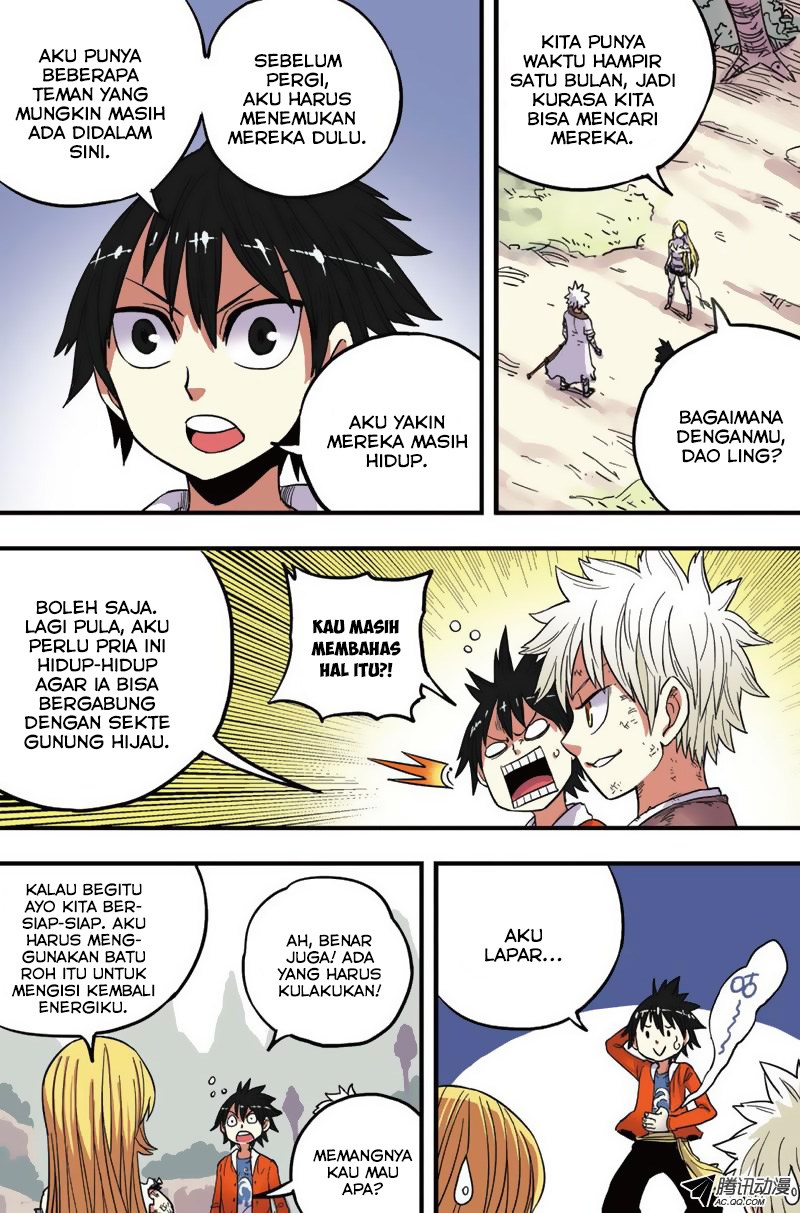 AKU PUNYA
BEBERAPA
TEMAN YANG
MUNGKIN MASIH
ADA DIDALAM
SINI.
SEBELUM
PERGI,
AKU HARUS
MENEMUKAN
MEREKA DULU.
AKU YAKIN
MEREKA MASIH
HIDUP.
KITA PUNYA
WAKTU HAMPIR
SATU BULAN, JADI
KURASA KITA
BISA MENCARI
MEREKA.
BAGAIMANA
DENGANMU,
DAO LING?
BOLEH SAJA.
LAGI PULA, AKU
PERLU PRIA INI
HIDUP-HIDUP
AGAR IA BISA
BERGABUNG
DENGAN SEKTE
GUNUNG HIJAU.
KAU MASIH
MEMBAHAS
HAL ITU?!
KALAU BEGITU
AYO KITA BER-
SIAP-SIAP. AKU
HARUS MENG-
GUNAKAN BATU
ROH ITU UNTUK
MENGISI KEMBALI
ENERGIKU.
AH, BENAR
JUGA! ADA
YANG HARUS
KULAKUKAN!
MEMANGNYA
KAU MAU
APA?
AKU
LAPAR...
咕
腾讯动漫
AC.QQ.COM